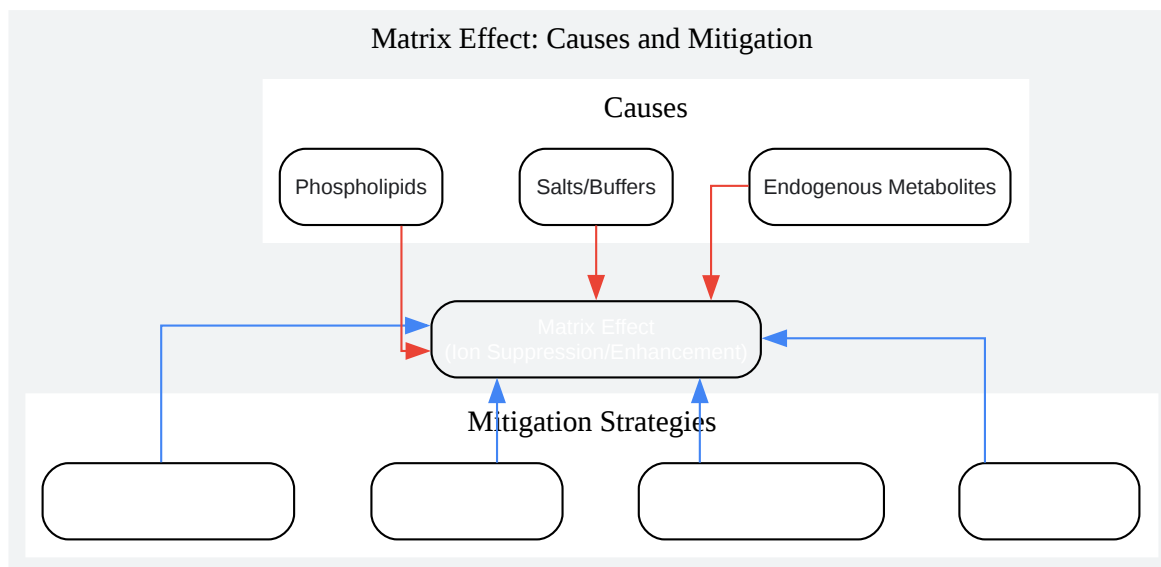 Matrix Effect: Causes and Mitigation
Causes
Phospholipids
Salts/Buffers
Endogenous Metabolites
Matrix Effect
(Ion Suppression/Enhancement)
Mitigation Strategies